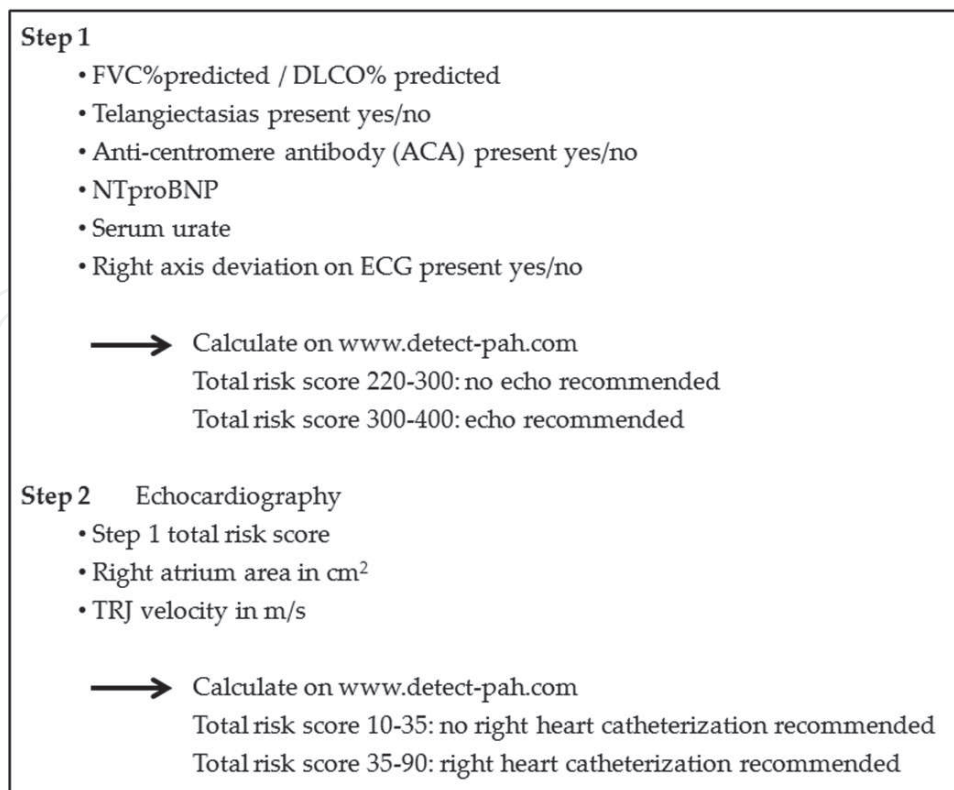 Step 1
• FVC%predicted / DLCO% predicted
• Telangiectasias present yes/no
• Anti-centromere antibody (ACA) present yes/no
• NTproBNP
• Serum urate
• Right axis deviation on ECG present yes/no
Calculate on www.detect-pah.com
Total risk score 220-300: no echo recommended
Total risk score 300-400: echo recommended
Step 2 Echocardiography
• Step 1 total risk score
• Right atrium area in cm²
• TRJ velocity in m/s
Calculate on www.detect-pah.com
Total risk score 10-35: no right heart catheterization recommended
Total risk score 35-90: right heart catheterization recommended